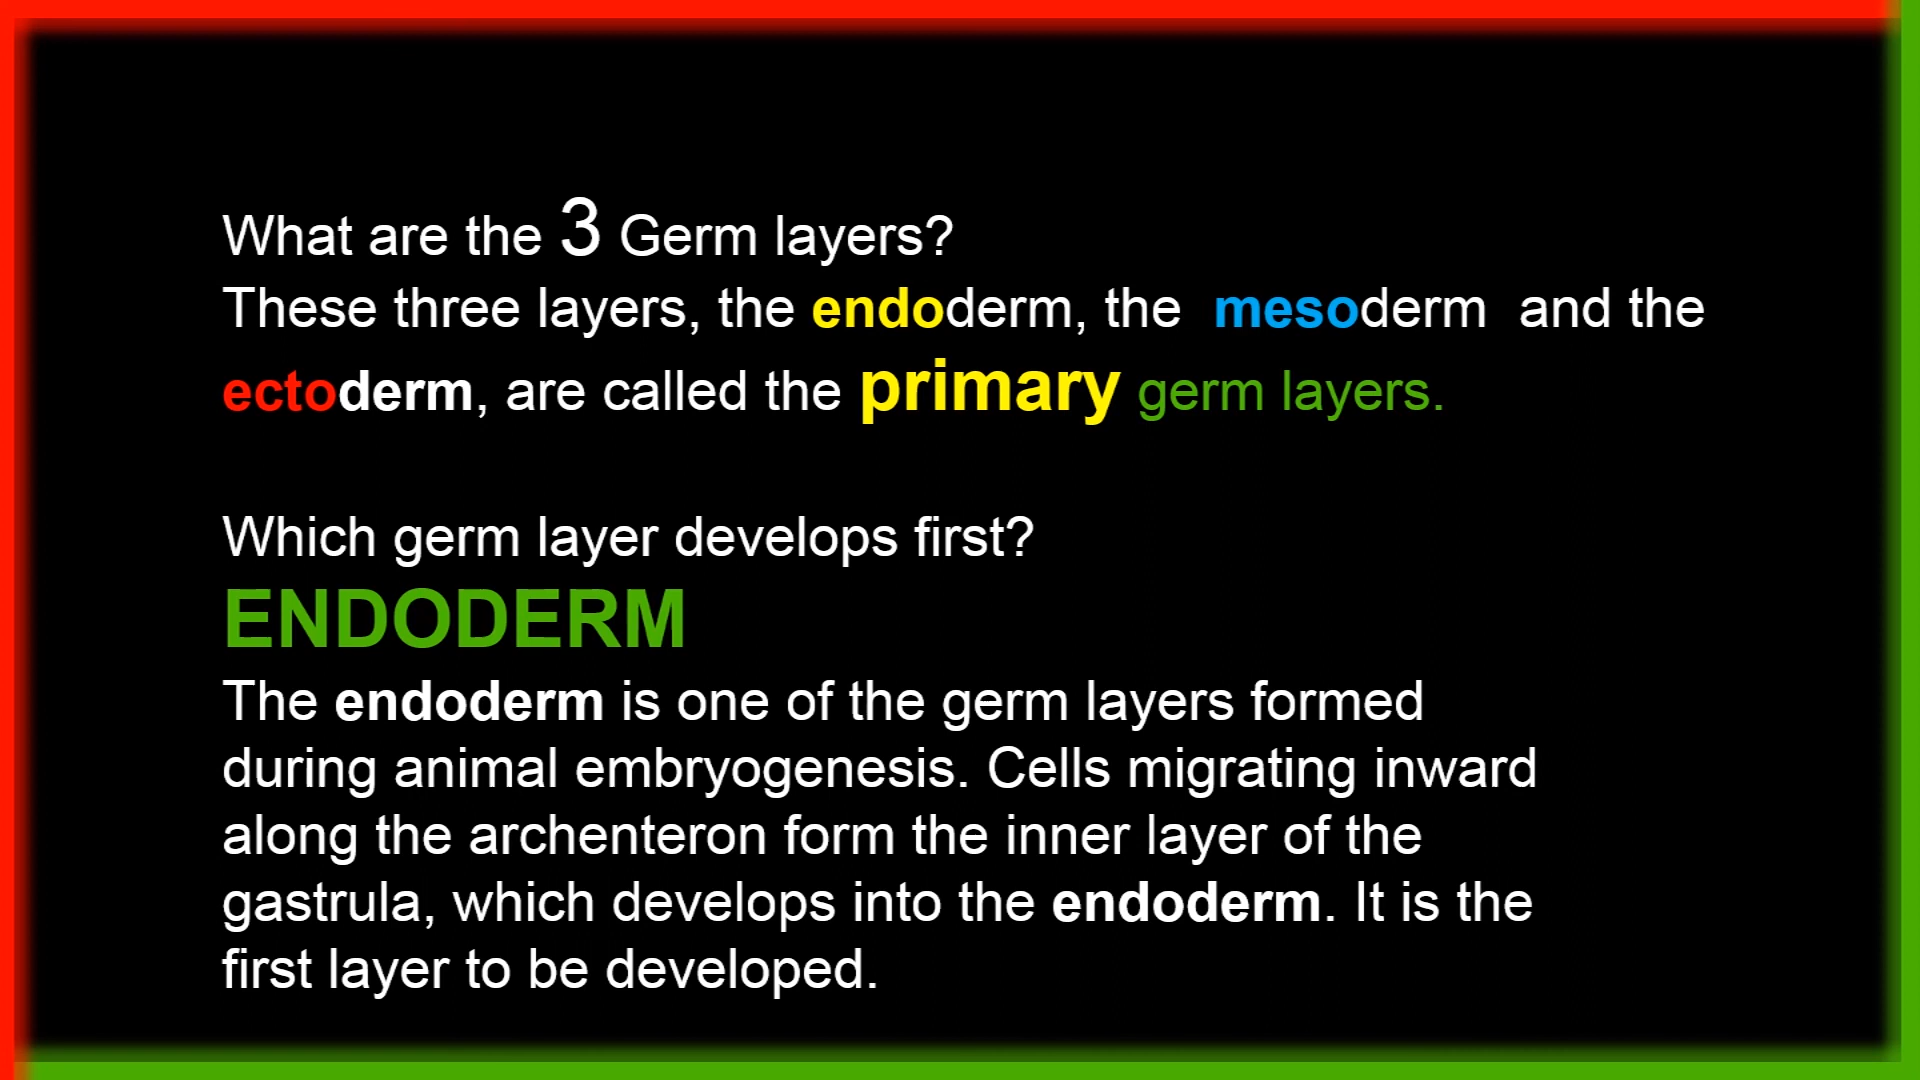 What are the 3 Germ layers?
These three layers, the endoderm, the mesoderm and the
ectoderm, are called the primary germ layers.
Which germ layer develops first?
ENDODERM
The endoderm is one of the germ layers formed
during animal embryogenesis. Cells migrating inward
along the archenteron form the inner layer of the
gastrula, which develops into the endoderm. It is the
first layer to be developed.